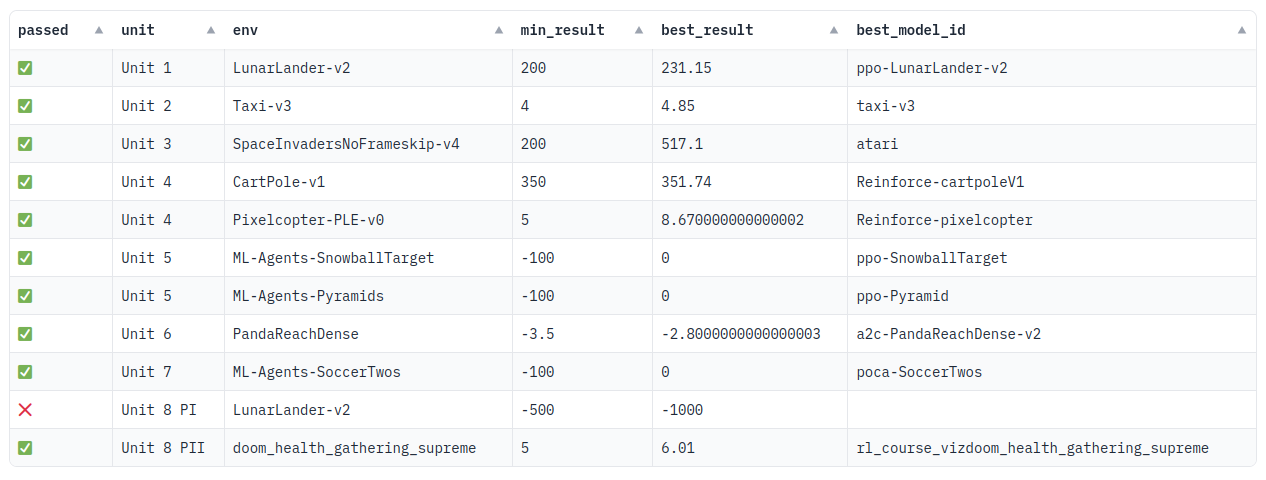 passed ▲ unit ▲ env ▲ min_result ▲ best_result ▲ best_model_id ▲
✅ Unit 1 LunarLander-v2 200 231.15 ppo-LunarLander-v2
✅ Unit 2 Taxi-v3 4 4.85 taxi-v3
✅ Unit 3 SpaceInvadersNoFrameskip-v4 200 517.1 atari
✅ Unit 4 CartPole-v1 350 351.74 Reinforce-cartpoleV1
✅ Unit 4 Pixelcopter-PLE-v0 5 8.670000000000002 Reinforce-pixelcopter
✅ Unit 5 ML-Agents-SnowballTarget -100 0 ppo-SnowballTarget
✅ Unit 5 ML-Agents-Pyramids -100 0 ppo-Pyramid
✅ Unit 6 PandaReachDense -3.5 -2.8000000000000003 a2c-PandaReachDense-v2
✅ Unit 7 ML-Agents-SoccerTwos -100 0 poca-SoccerTwos
❌ Unit 8 PI LunarLander-v2 -500 -1000
✅ Unit 8 PII doom_health_gathering_supreme 5 6.01 rl_course_vizdoom_health_gathering_supreme